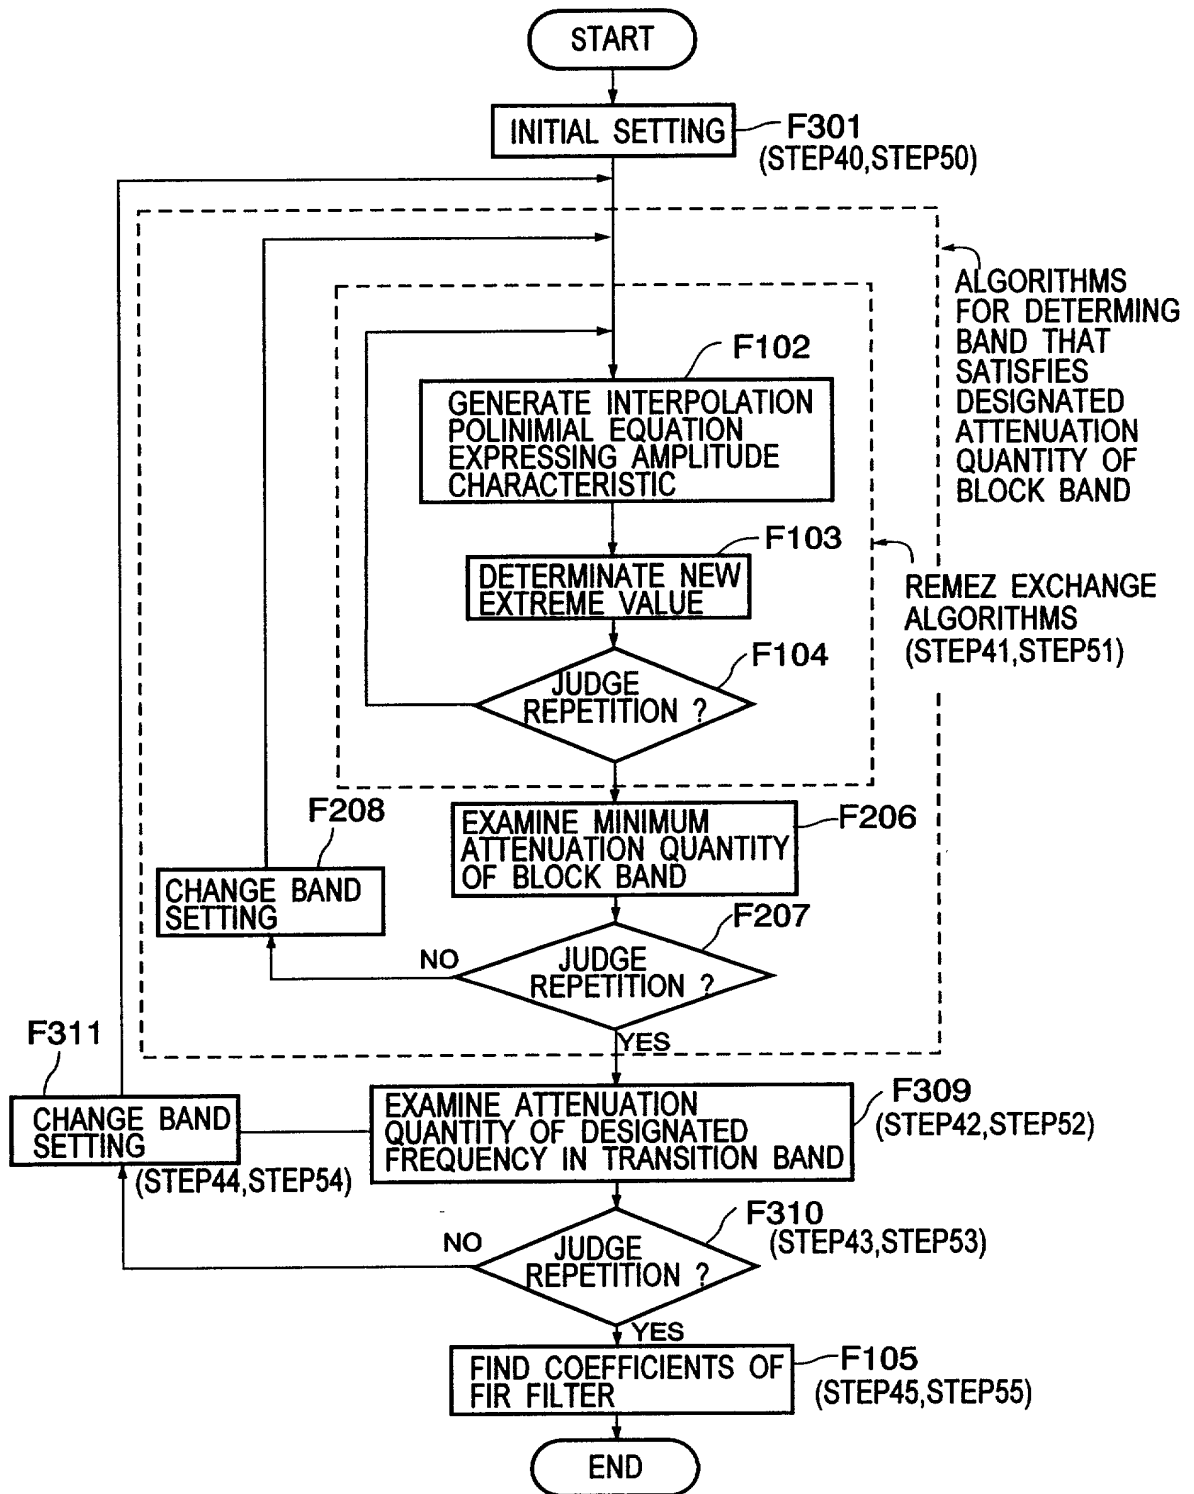 START
INITIAL SETTING
F301
(STEP40,STEP50)
ALGORITHMS
FOR DETERMING
BAND THAT
SATISFIES
DESIGNATED
ATTENUATION
QUANTITY OF
BLOCK BAND
F102
GENERATE INTERPOLATION
POLINIMIAL EQUATION
EXPRESSING AMPLITUDE
CHARACTERISTIC
F103
DETERMINATE NEW
EXTREME VALUE
REMEZ EXCHANGE
ALGORITHMS
(STEP41,STEP51)
F104
JUDGE
REPETITION ?
F206
EXAMINE MINIMUM
ATTENUATION QUANTITY
OF BLOCK BAND
F208
CHANGE BAND
SETTING
F207
NO
JUDGE
REPETITION ?
YES
F311
CHANGE BAND
SETTING
(STEP44,STEP54)
EXAMINE ATTENUATION
QUANTITY OF DESIGNATED
FREQUENCY IN TRANSITION BAND
F309
(STEP42,STEP52)
F310
(STEP43,STEP53)
NO
JUDGE
REPETITION ?
YES
FIND COEFFICIENTS OF
FIR FILTER
F105
(STEP45,STEP55)
END